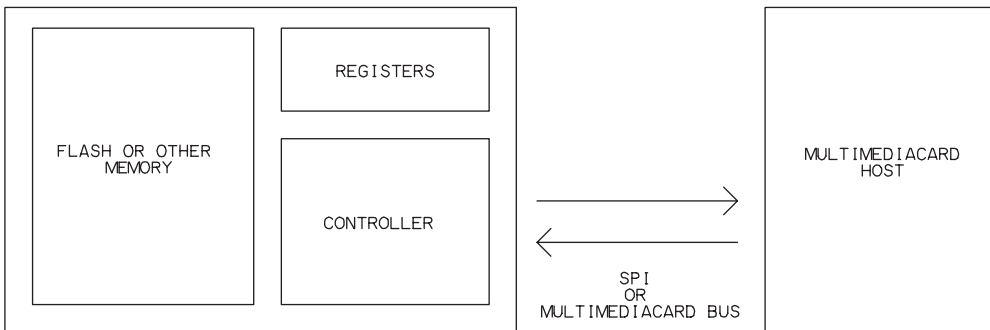 REGISTERS
FLASH OR OTHER
MEMORY
CONTROLLER
SPI
OR
MULTIMEDIACARD BUS
MULTIMEDIACARD
HOST